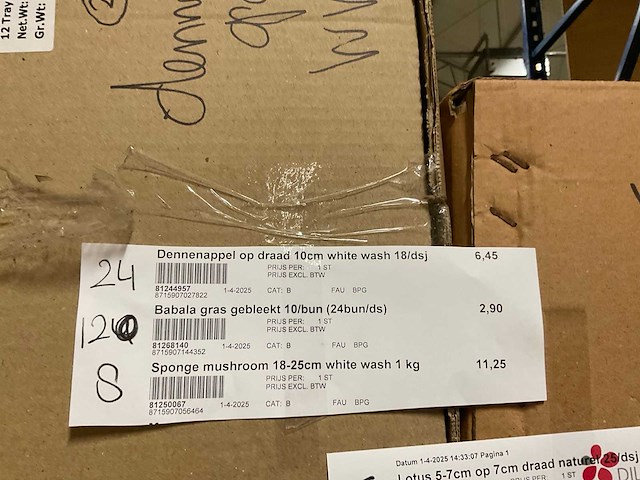 12 Tray
Net.Wt:
Gr.Wt:
2
24
Dennenappel op draad 10cm white wash 18/dsj 6,45
PRIJS PER: 1 ST
PRIJS EXCL. BTW
81244957 1-4-2025 CAT: B FAU BPG
8715907027822
120
Babala gras gebleekt 10/bun (24bun/ds) 2,90
PRIJS PER: 1 ST
PRIJS EXCL. BTW
81268140 1-4-2025 CAT: B FAU BPG
8715907144352
8
Sponge mushroom 18-25cm white wash 1 kg 11,25
PRIJS PER: 1 ST
PRIJS EXCL. BTW
81250067 1-4-2025 CAT: B FAU BPG
8715907056464
Datum 1-4-2025 14:33:07 Pagina 1
Lotus 5-7cm op 7cm draad naturel 25/dsj
1 ST